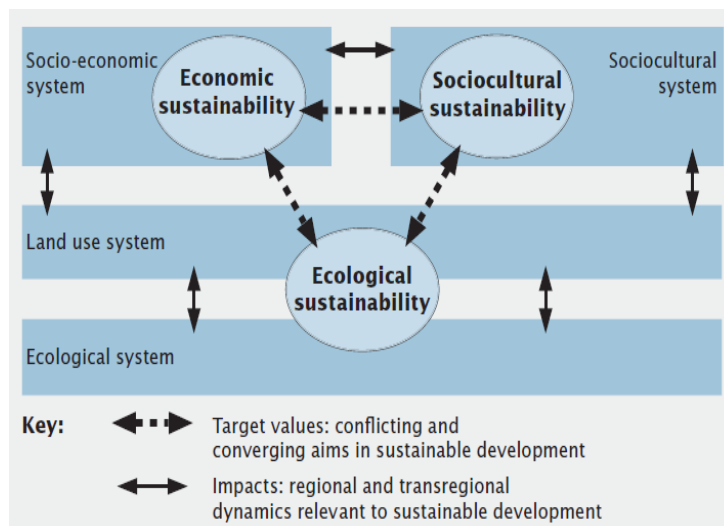 Socio-economic
system
Economic
sustainability
Sociocultural
sustainability
Sociocultural
system
Land use system
Ecological
sustainability
Ecological system
Key:
Target values: conflicting and
converging aims in sustainable development
Impacts: regional and transregional
dynamics relevant to sustainable development